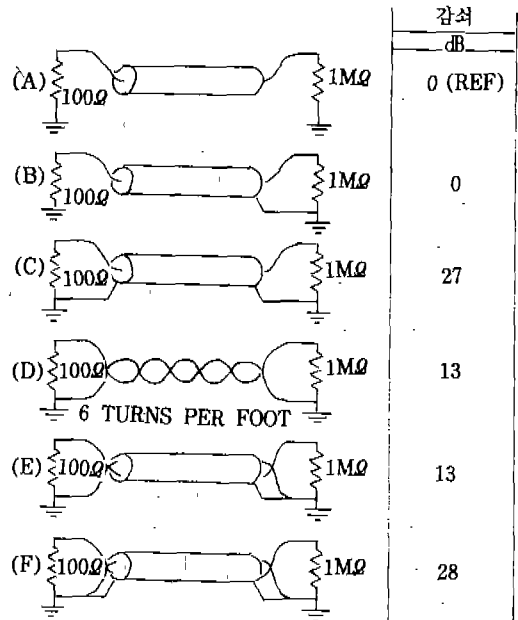 감쇠
dB
(A) 100Ω 1MΩ 0 (REF)
(B) 100Ω 1MΩ 0
(C) 100Ω 1MΩ 27
(D) 100Ω 1MΩ 13
6 TURNS PER FOOT
(E) 100Ω 1MΩ 13
(F) 100Ω 1MΩ 28